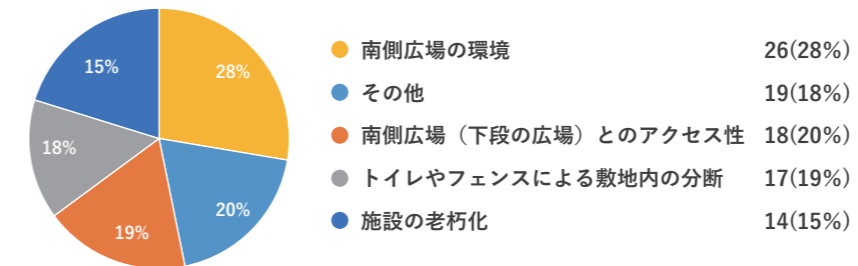 28%
20%
19%
18%
15%
南側広場の環境 26(28%)
その他 19(18%)
南側広場（下段の広場）とのアクセス性 18(20%)
トイレやフェンスによる敷地内の分断 17(19%)
施設の老朽化 14(15%)